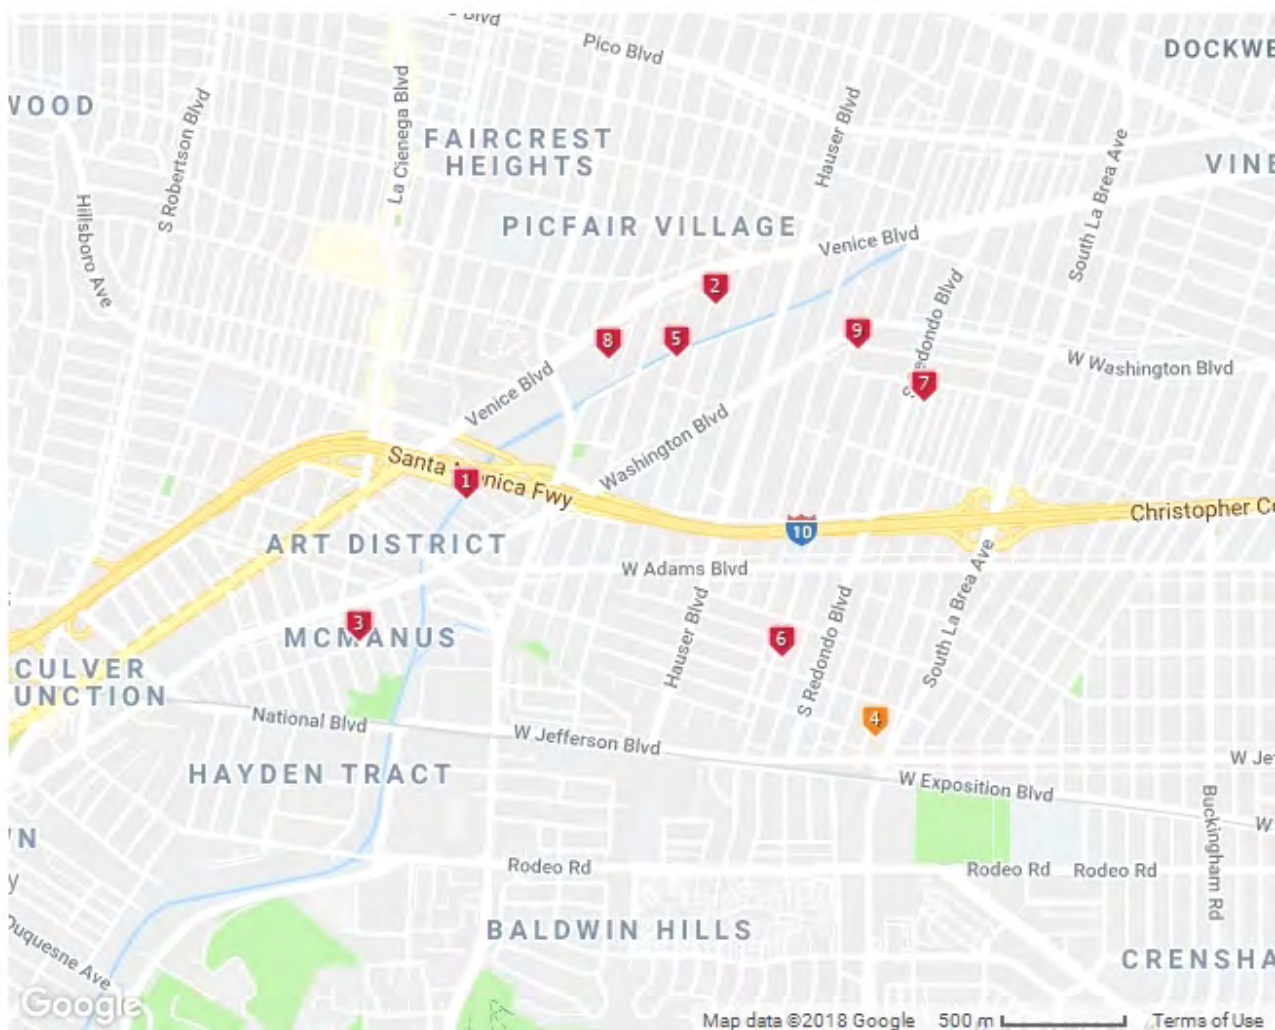 Blvd
Pico Blvd
DOCKWE
WOOD
S Robertson Blvd
La Cienega Blvd
FAIRCREST
HEIGHTS
Hauser Blvd
South La Brea Ave
VINE
Hillsboro Ave
PICFAIR VILLAGE
Venice Blvd
2
8
5
9
S Redondo Blvd
7
W Washington Blvd
Venice Blvd
Washington Blvd
Santa Monica Fwy
1
10
Christopher Co
ART DISTRICT
W Adams Blvd
3
MCMANUS
Hauser Blvd
6
S Redondo Blvd
South La Brea Ave
CULVER
UNCTION
4
National Blvd
W Jefferson Blvd
W Jef
HAYDEN TRACT
W Exposition Blvd
Buckingham Rd
W
WN
y
Rodeo Rd
Rodeo Rd
Rodeo Rd
Duquesne Ave
BALDWIN HILLS
CRENSHA
Google
Map data ©2018 Google 500 m Terms of Use